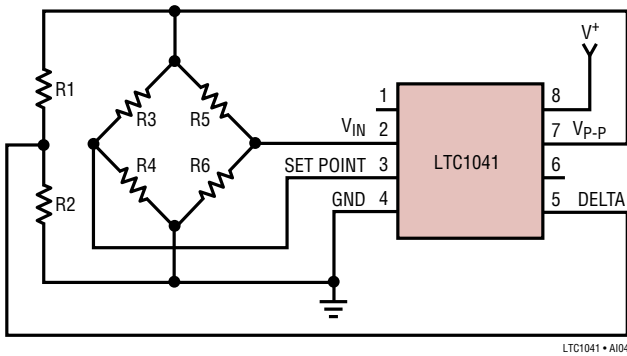 V+
R1
R3
R5
1
8
VIN 2
7 VP-P
R4
R6
SET POINT 3
LTC1041
6
R2
GND 4
5 DELTA
LTC1041 • AI04